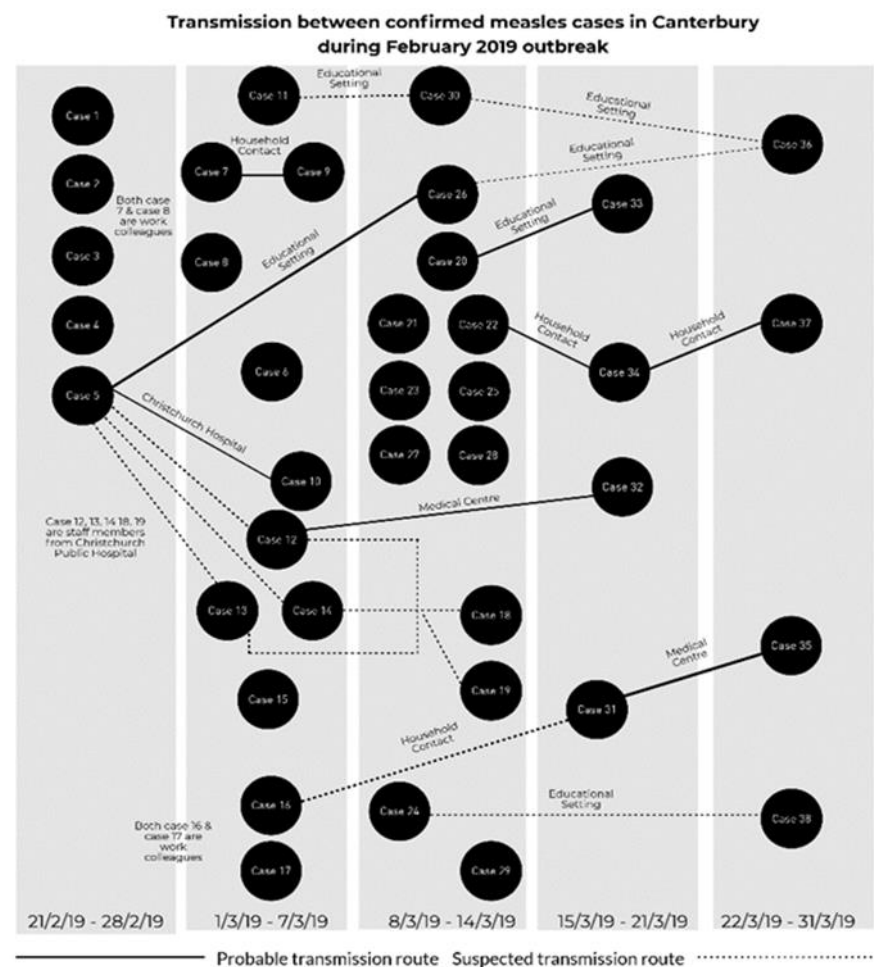 Transmission between confirmed measles cases in Canterbury
during February 2019 outbreak
Case 1
Case 2
Case 3
Case 4
Case 5
Both case
7 & case 8
are work
colleagues
Case 12, 13, 14 18, 19
are staff members
from Christchurch
Public Hospital
Case 11
Educational
Setting
Household
Contact
Case 7
Case 9
Case 8
Educational
Setting
Case 6
Christchurch Hospital
Case 10
Case 12
Case 13
Case 14
Case 15
Case 16
Both case 16 &
case 17 are
work
colleagues
Case 17
Case 30
Case 26
Case 20
Case 21
Case 22
Case 23
Case 25
Case 27
Case 28
Medical Centre
Case 18
Case 19
Household
Contact
Case 24
Case 29
Educational
Setting
Educational
Setting
Educational
Setting
Case 33
Household
Contact
Case 34
Household
Contact
Case 32
Case 31
Medical
Centre
Educational
Setting
Case 36
Case 37
Case 35
Case 38
21/2/19 - 28/2/19
1/3/19 - 7/3/19
8/3/19 - 14/3/19
15/3/19 - 21/3/19
22/3/19 - 31/3/19
Probable transmission route
Suspected transmission route